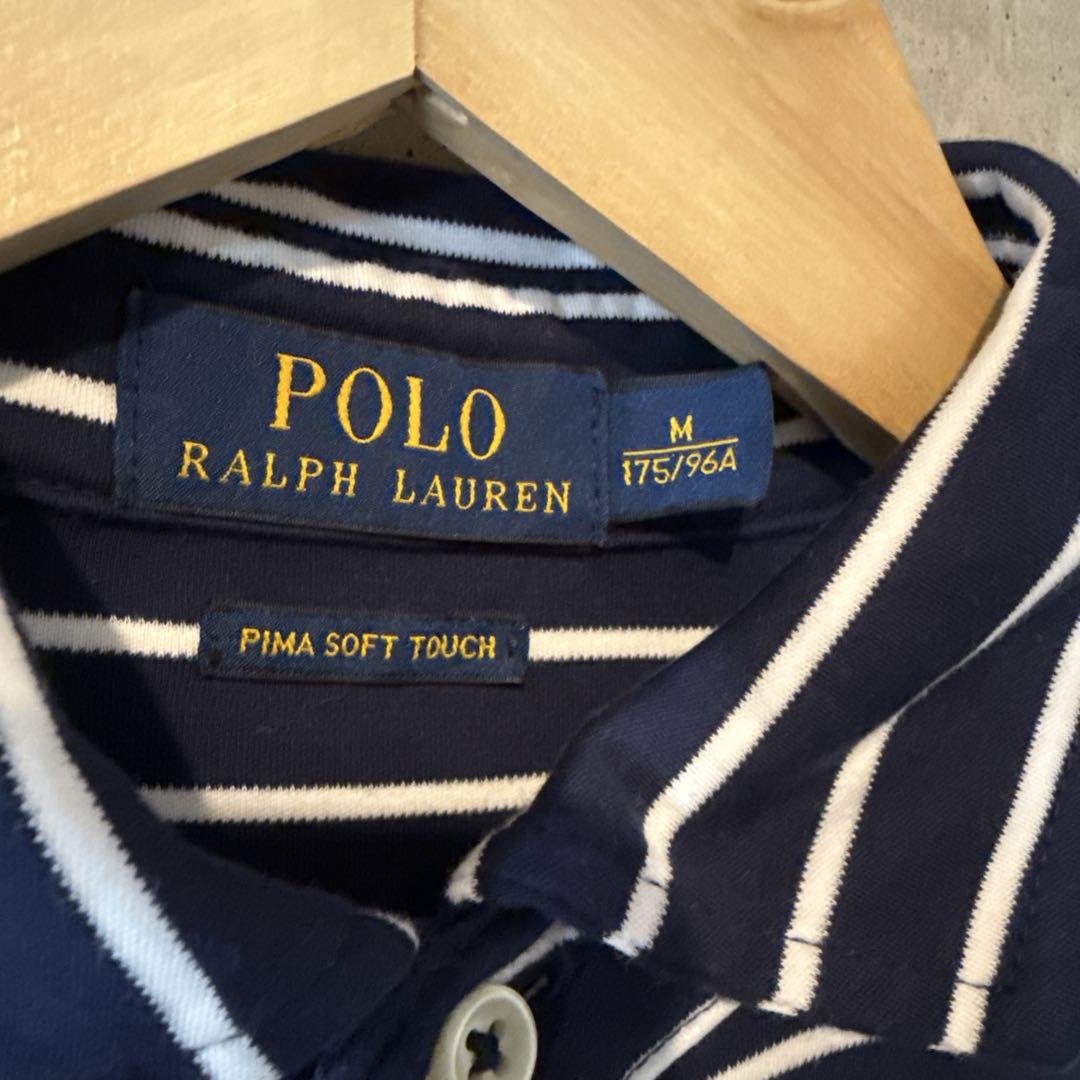 POLO
RALPH LAUREN
M
175/96A
PIMA SOFT TOUCH